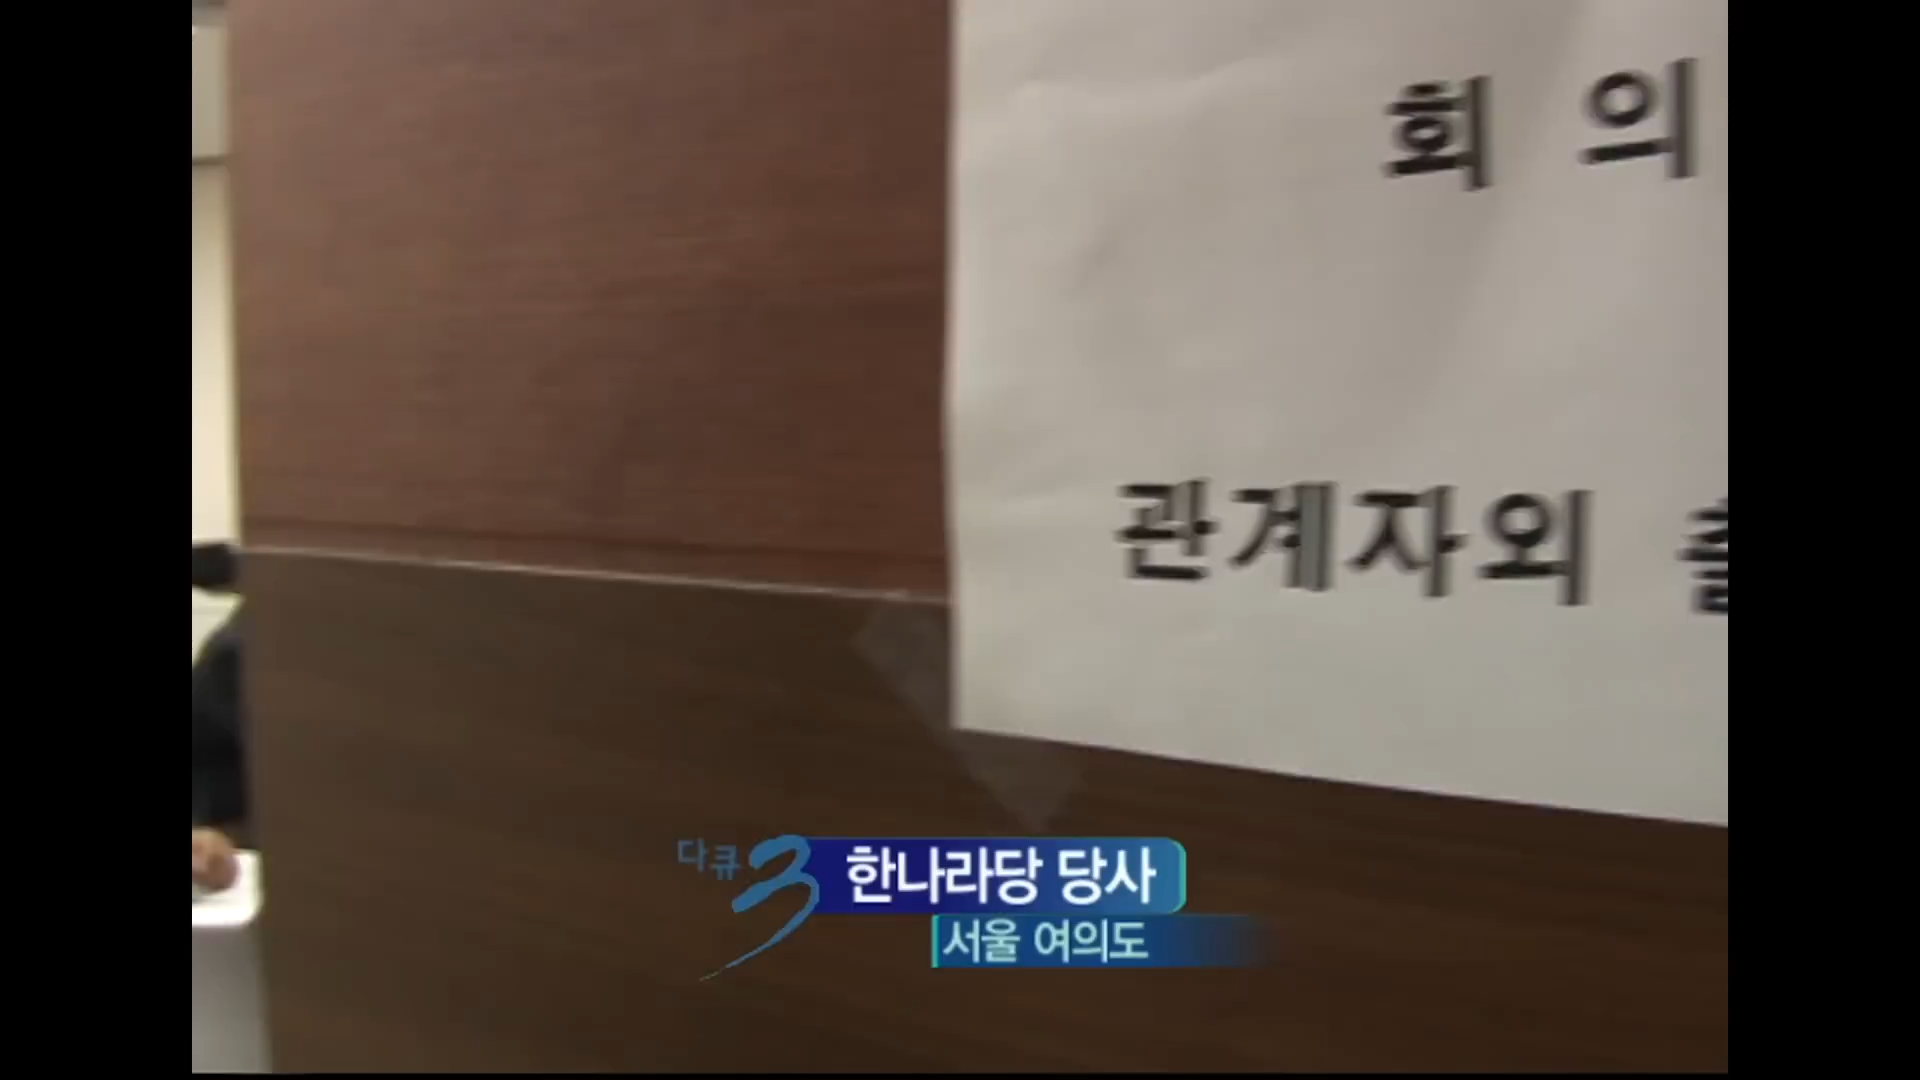 회 의
관계자외
다큐 3
한나라당 당사
서울 여의도